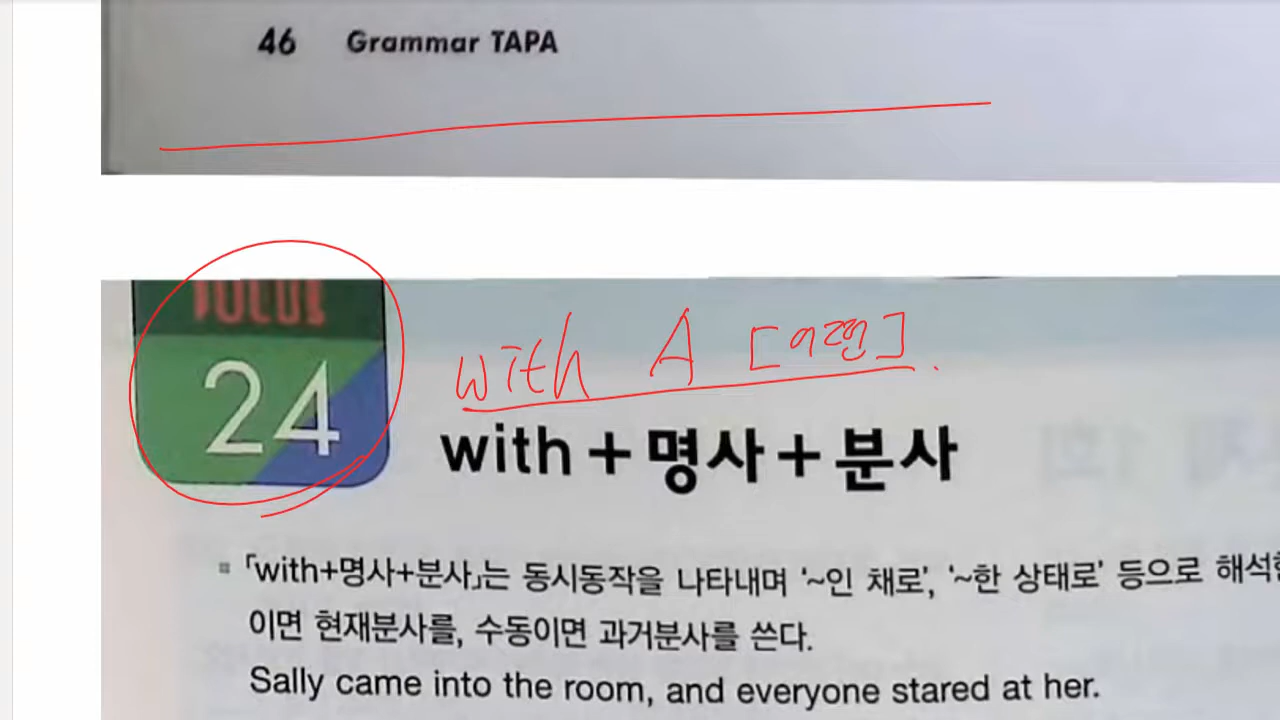 46 Grammar TAPA
FOCUS
24
with A [어떤].
with+명사+분사
「with+명사+분사」는 동시동작을 나타내며 '~인 채로', '~한 상태로' 등으로 해석
이면 현재분사를, 수동이면 과거분사를 쓴다.
Sally came into the room, and everyone stared at her.